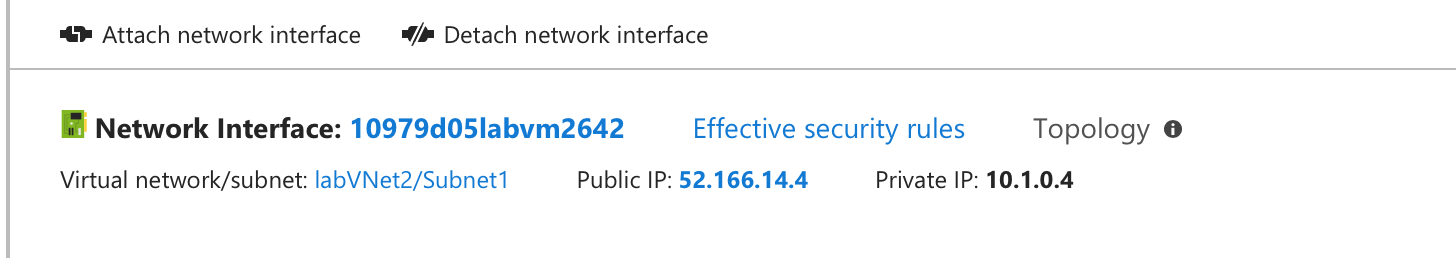 Attach network interface Detach network interface
Network Interface: 10979d05labvm2642 Effective security rules Topology
Virtual network/subnet: labVNet2/Subnet1 Public IP: 52.166.14.4 Private IP: 10.1.0.4